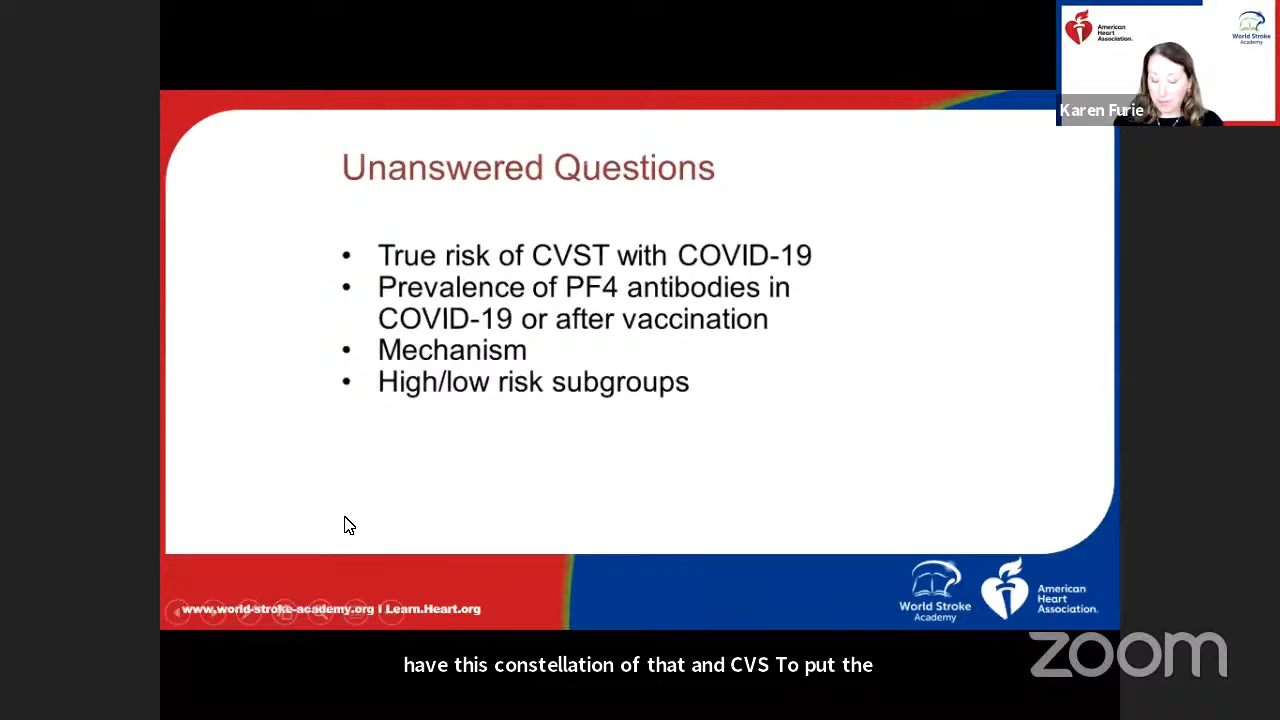 American
Heart
Association.
World Stroke
Academy
Karen Furie
Unanswered Questions
• True risk of CVST with COVID-19
• Prevalence of PF4 antibodies in
COVID-19 or after vaccination
• Mechanism
• High/low risk subgroups
www.world-stroke-academy.org I Learn.Heart.org
World Stroke
Academy
American
Heart
Association.
have this constellation of that and CVS To put the
zoom